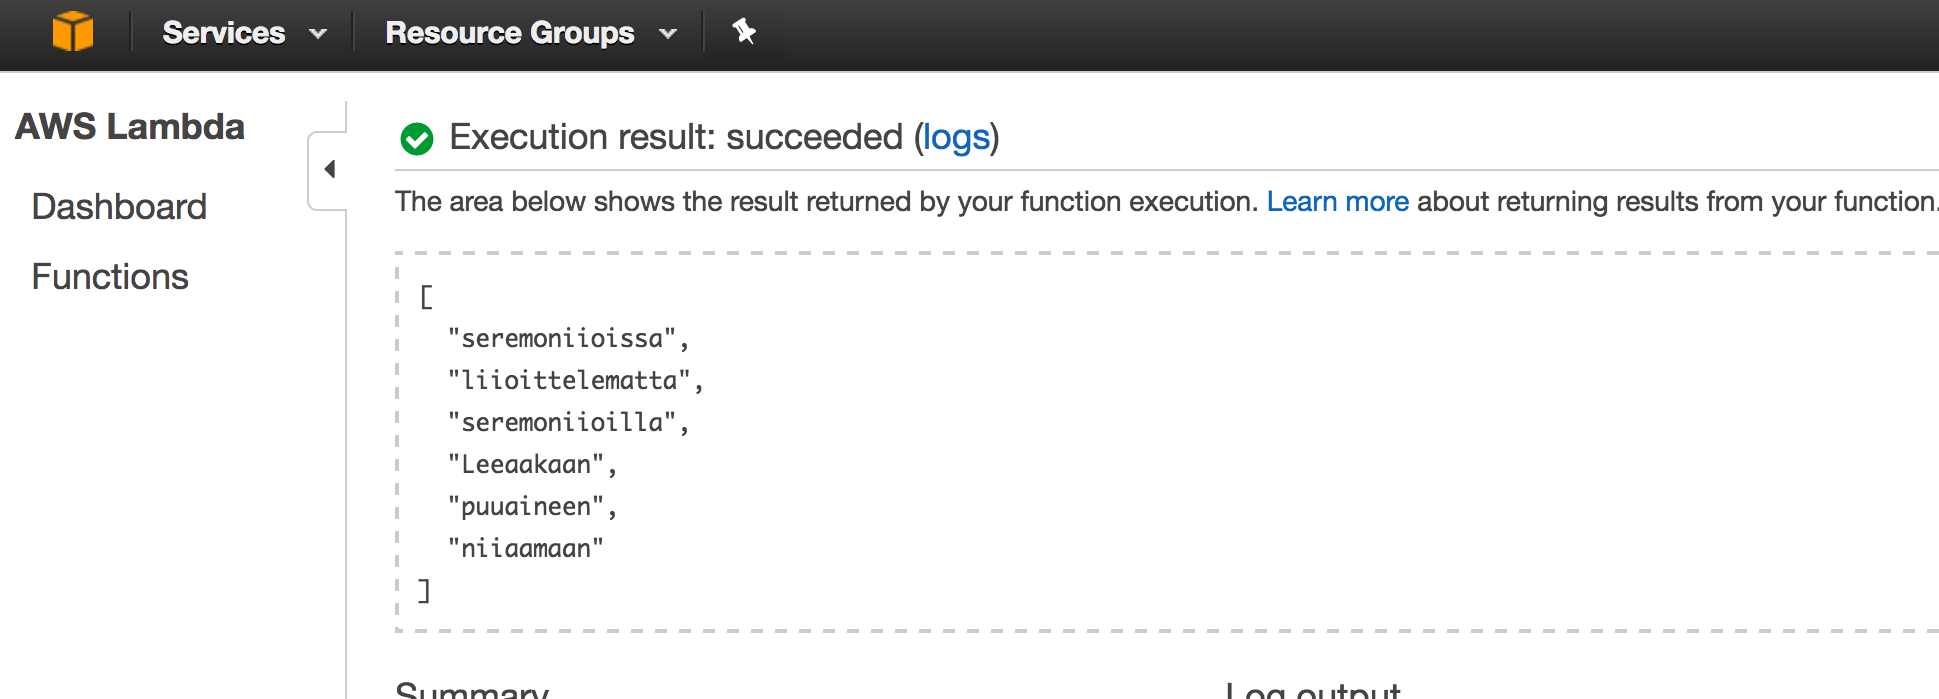 Services Resource Groups
AWS Lambda
Dashboard
Functions
Execution result: succeeded (logs)
The area below shows the result returned by your function execution. Learn more about returning results from your function.
[
"seremoniioissa",
"liioittelematta",
"seremoniioilla",
"Leeaakaan",
"puuaineen",
"niiaamaan"
]
Summary
Log output